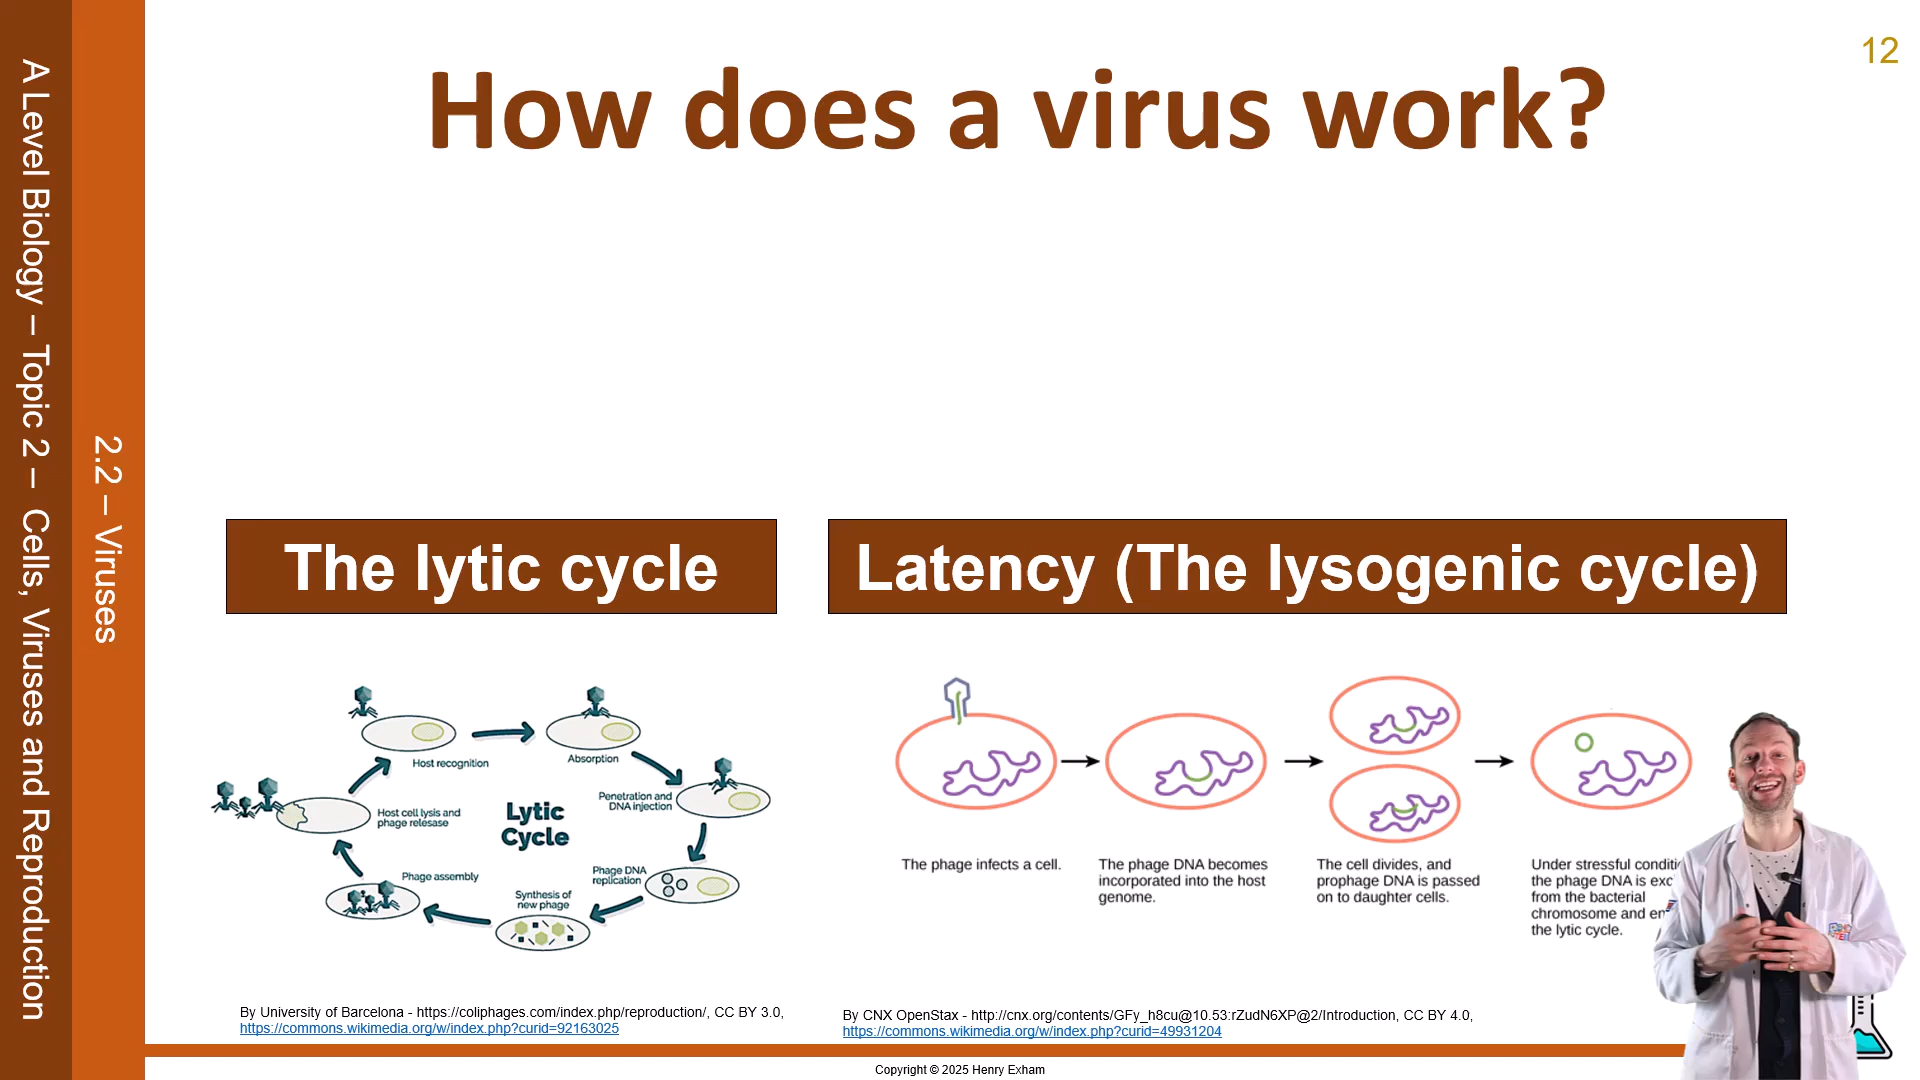 12
How does a virus work?
A Level Biology – Topic 2 – Cells, Viruses and Reproduction
2.2 – Viruses
The lytic cycle
Latency (The lysogenic cycle)
Host recognition
Absorption
Penetration and
DNA injection
Phage DNA
replication
Synthesis of
new phage
Phage assembly
Host cell lysis and
phage relesase
Lytic
Cycle
The phage infects a cell.
The phage DNA becomes
incorporated into the host
genome.
The cell divides, and
prophage DNA is passed
on to daughter cells.
Under stressful
the phage DNA is
from the bacterial
chromosome and
the lytic cycle.
By University of Barcelona - https://coliphages.com/index.php/reproduction/, CC BY 3.0,
https://commons.wikimedia.org/w/index.php?curid=92163025
By CNX OpenStax - http://cnx.org/contents/GFy_h8cu@10.53:rZudN6XP@2/Introduction, CC BY 4.0,
https://commons.wikimedia.org/w/index.php?curid=49931204
Copyright © 2025 Henry Exham